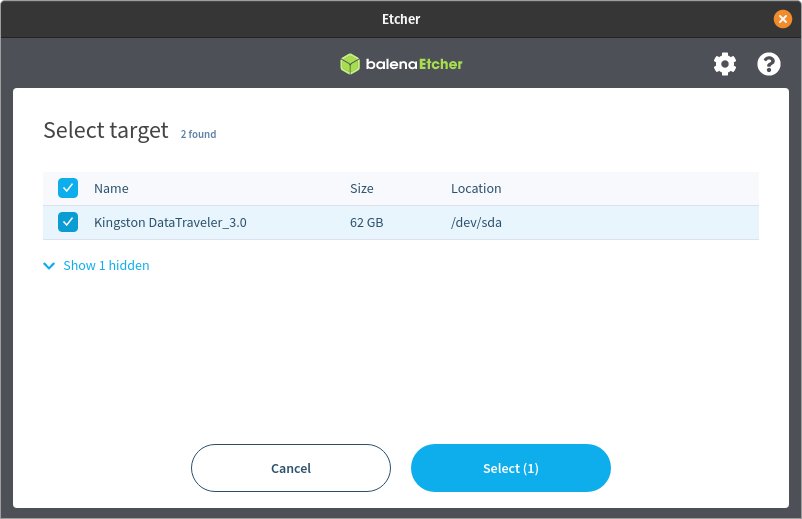 Etcher
balenaEtcher
Select target 2 found
Name Size Location
Kingston DataTraveler_3.0 62 GB /dev/sda
Show 1 hidden
Cancel Select (1)